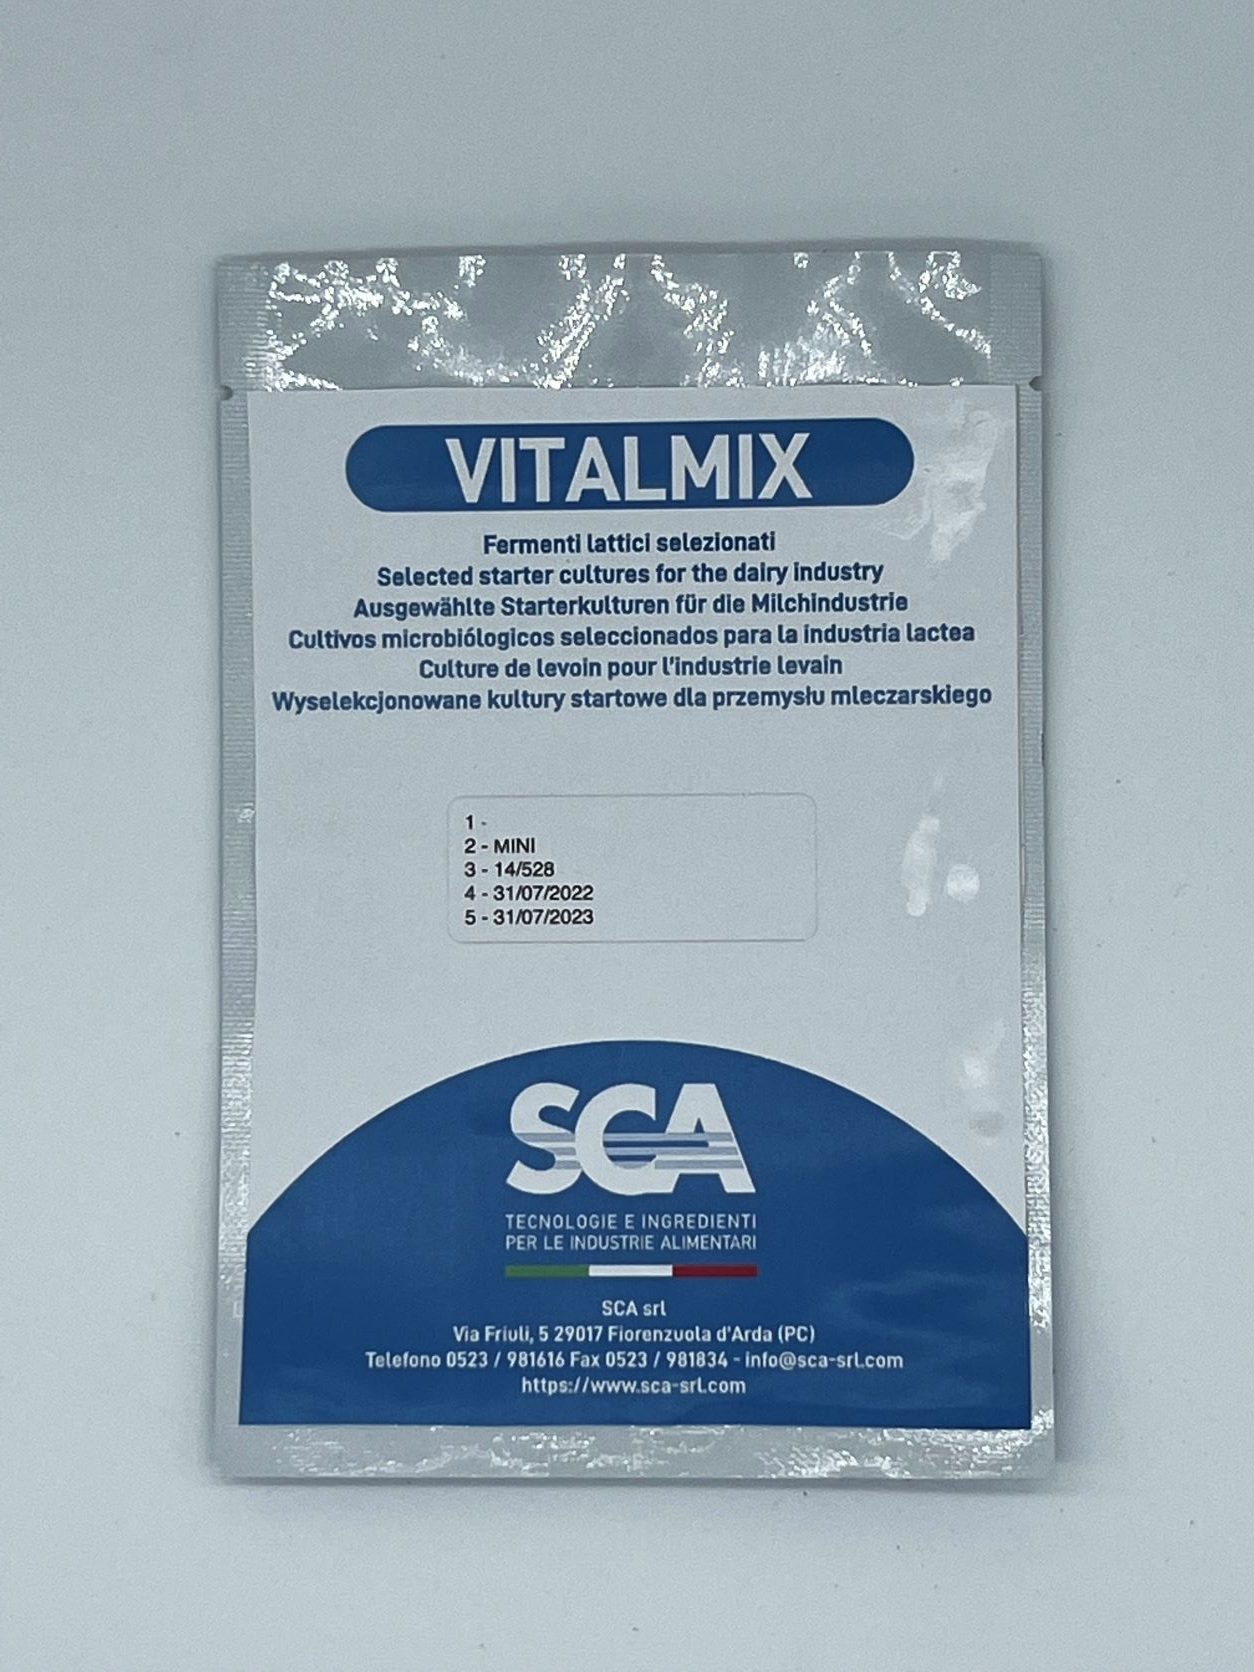 VITALMIX
Fermenti lattici selezionati
Selected starter cultures for the dairy industry
Ausgewählte Starterkulturen für die Milchindustrie
Cultivos microbiólogicos seleccionados para la industria lactea
Culture de levoin pour l'industrie levain
Wyselekcjonowane kultury startowe dla przemysłu mleczarskiego
1 -
2 - MINI
3 - 14/528
4 - 31/07/2022
5 - 31/07/2023
SCA
TECNOLOGIE E INGREDIENTI
PER LE INDUSTRIE ALIMENTARI
SCA srl
Via Friuli, 5 29017 Fiorenzuola d'Arda (PC)
Telefono 0523 / 981616 Fax 0523 / 981834 - info@sca-srl.com
https://www.sca-srl.com